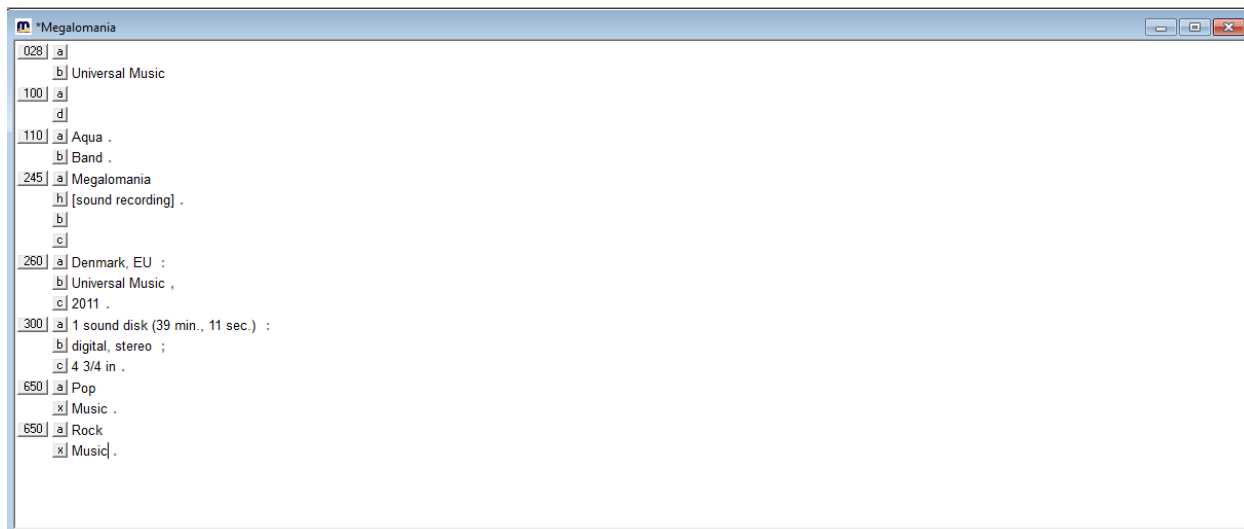 *Megalomania
028 a
b Universal Music
100 a
d
110 a Aqua .
b Band .
245 a Megalomania
h [sound recording] .
b
c
260 a Denmark, EU :
b Universal Music ,
c 2011 .
300 a 1 sound disk (39 min., 11 sec.) :
b digital, stereo ;
c 4 3/4 in .
650 a Pop
x Music .
650 a Rock
x Music .